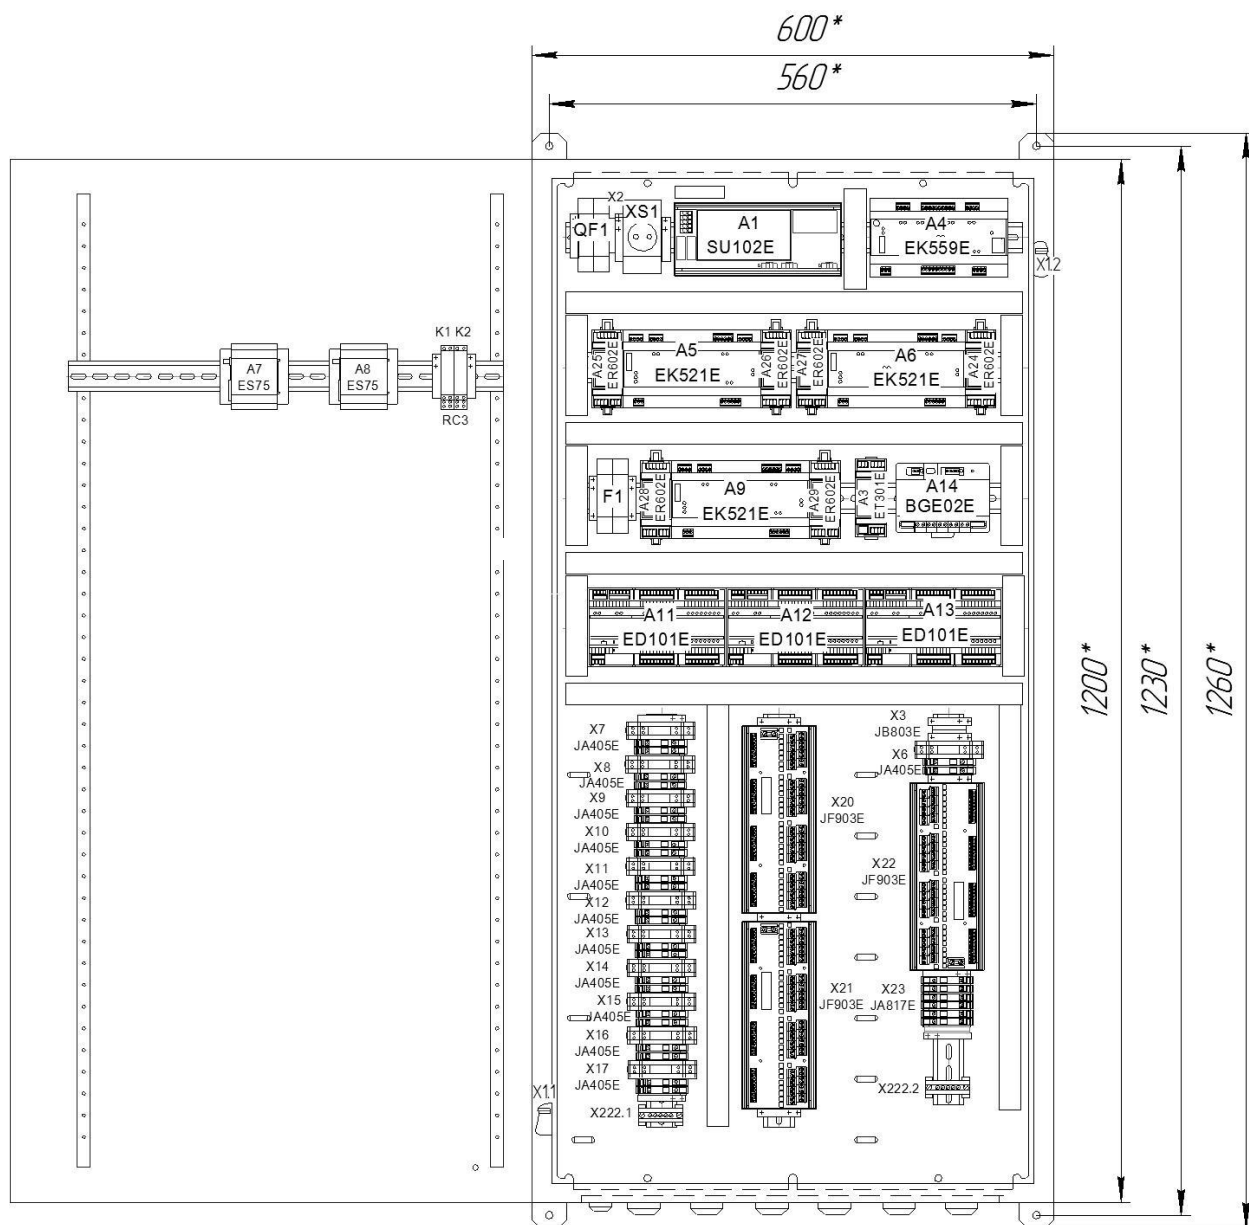 600*
560*
X2
XS1
QF1
A1
SU102E
A4
EK559E
X1.2
A25
ER602E
A5
EK521E
A26
ER602E
A27
ER602E
A6
EK521E
A24
ER602E
K1 K2
A7
ES75
A8
ES75
RC3
F1
A28
ER602E
A9
EK521E
A29
ER602E
A3
ET301E
A14
BGE02E
A11
ED101E
A12
ED101E
A13
ED101E
1200*
1230*
1260*
X7
JA405E
X8
JA405E
X9
JA405E
X10
JA405E
X11
JA405E
X12
JA405E
X13
JA405E
X14
JA405E
X15
JA405E
X16
JA405E
X17
JA405E
X222.1
X1.1
X20
JF903E
X21
JF903E
X3
JB803E
X6
JA405E
X22
JF903E
X23
JA817E
X222.2